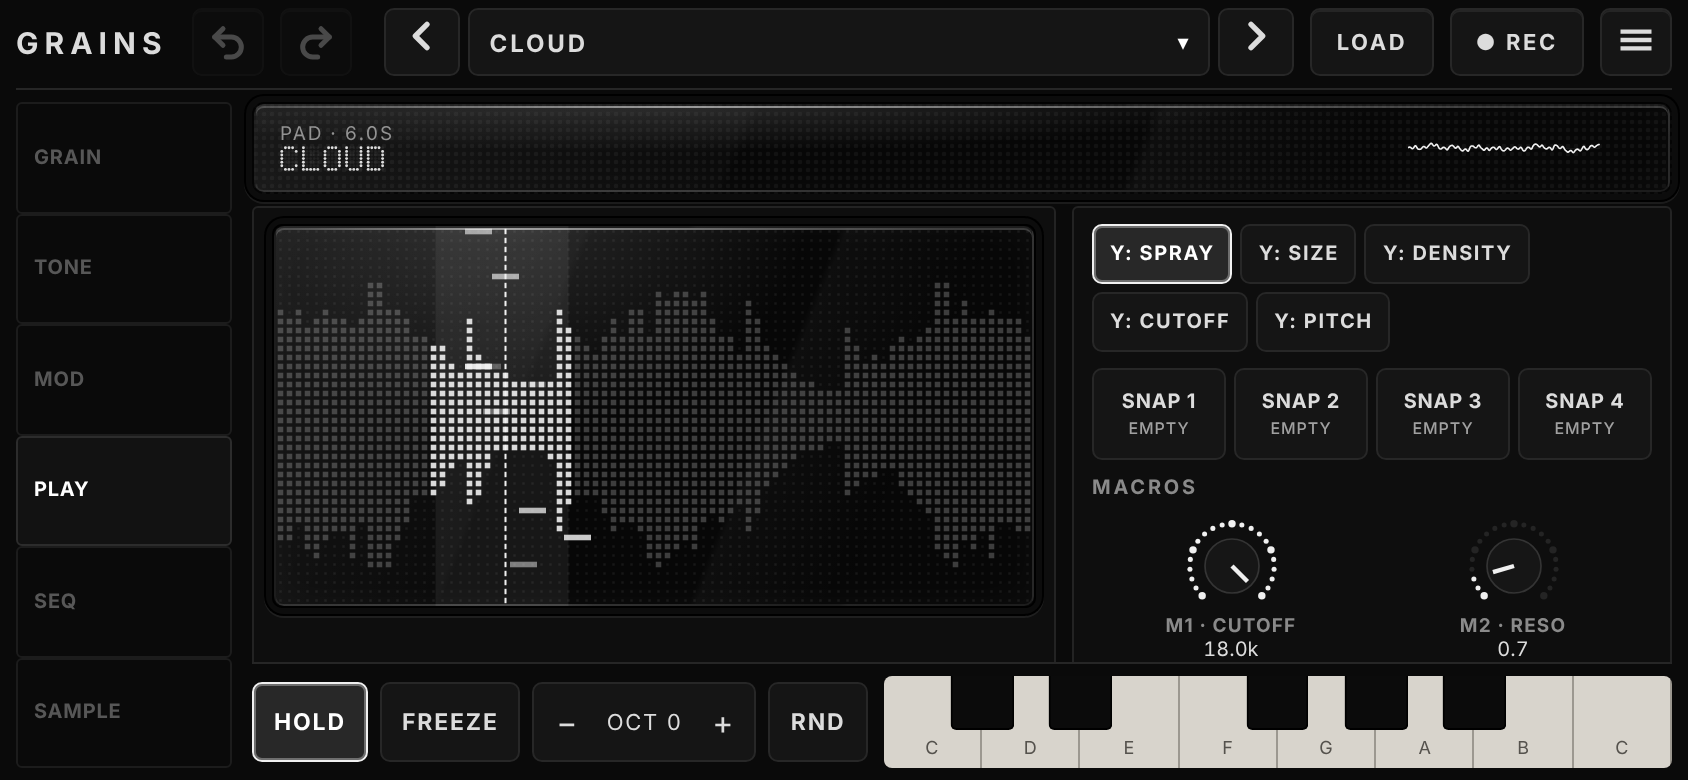 GRAINS
CLOUD
LOAD
REC
GRAIN
TONE
MOD
PLAY
SEQ
SAMPLE
PAD · 6.0S
CLOUD
Y: SPRAY
Y: SIZE
Y: DENSITY
Y: CUTOFF
Y: PITCH
SNAP 1
EMPTY
SNAP 2
EMPTY
SNAP 3
EMPTY
SNAP 4
EMPTY
MACROS
M1 · CUTOFF
18.0k
M2 · RESO
0.7
HOLD
FREEZE
− OCT 0 +
RND
C D E F G A B C